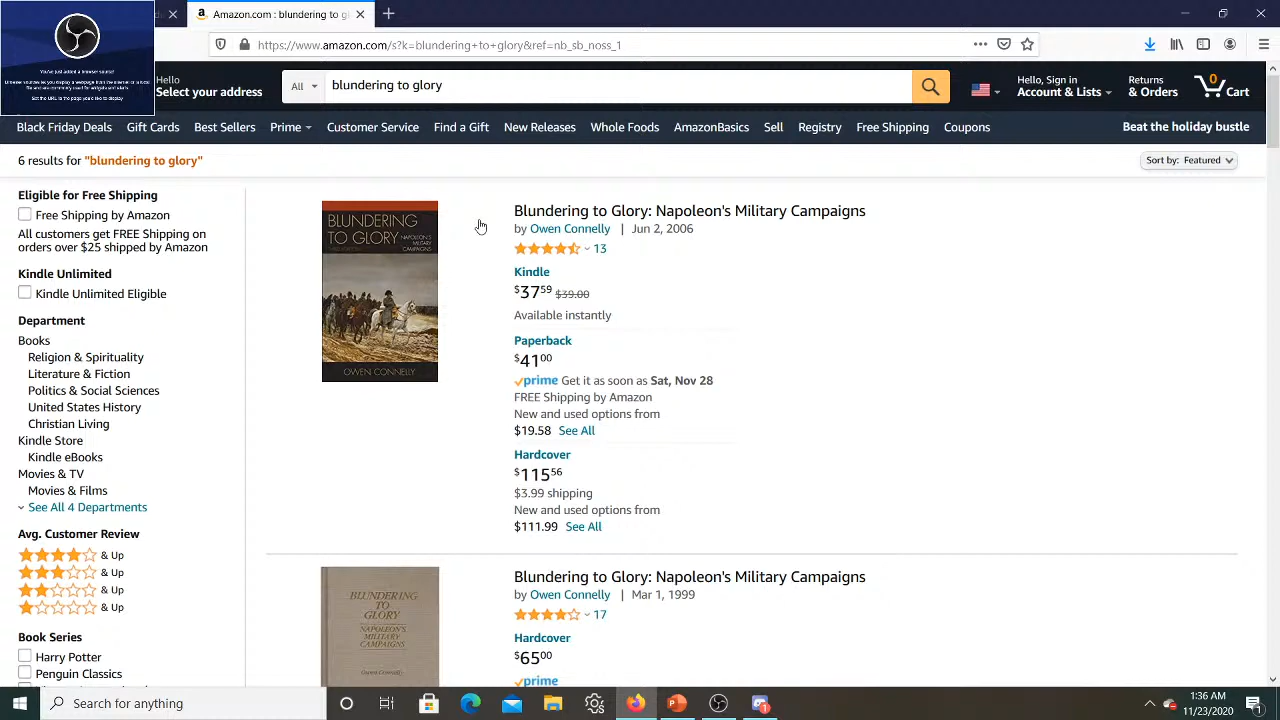 You've just added a browser source!
Amazon.com : blundering to gl
https://www.amazon.com/s?k=blundering+to+glory&ref=nb_sb_noss_1
Hello
Select your address
All
blundering to glory
Hello, Sign in
Account & Lists
Returns
& Orders
0
Cart
Black Friday Deals
Gift Cards
Best Sellers
Prime
Customer Service
Find a Gift
New Releases
Whole Foods
AmazonBasics
Sell
Registry
Free Shipping
Coupons
Beat the holiday bustle
6 results for "blundering to glory"
Sort by: Featured
Eligible for Free Shipping
Free Shipping by Amazon
All customers get FREE Shipping on
orders over $25 shipped by Amazon
Kindle Unlimited
Kindle Unlimited Eligible
Department
Books
Religion & Spirituality
Literature & Fiction
Politics & Social Sciences
United States History
Christian Living
Kindle Store
Kindle eBooks
Movies & TV
Movies & Films
See All 4 Departments
Avg. Customer Review
& Up
& Up
& Up
& Up
Book Series
Harry Potter
Penguin Classics
BLUNDERING
TO GLORY
NAPOLEON'S
MILITARY
CAMPAIGNS
OWEN CONNELLY
Blundering to Glory: Napoleon's Military Campaigns
by Owen Connelly | Jun 2, 2006
13
Kindle
$37 59 $39.00
Available instantly
Paperback
$41 00
prime Get it as soon as Sat, Nov 28
FREE Shipping by Amazon
New and used options from
$19.58 See All
Hardcover
$115 56
$3.99 shipping
New and used options from
$111.99 See All
BLUNDERING
TO
GLORY
NAPOLEON'S
MILITARY
CAMPAIGNS
Owen Connelly
Blundering to Glory: Napoleon's Military Campaigns
by Owen Connelly | Mar 1, 1999
17
Hardcover
$65 00
prime
Search for anything
1:36 AM
11/23/2020